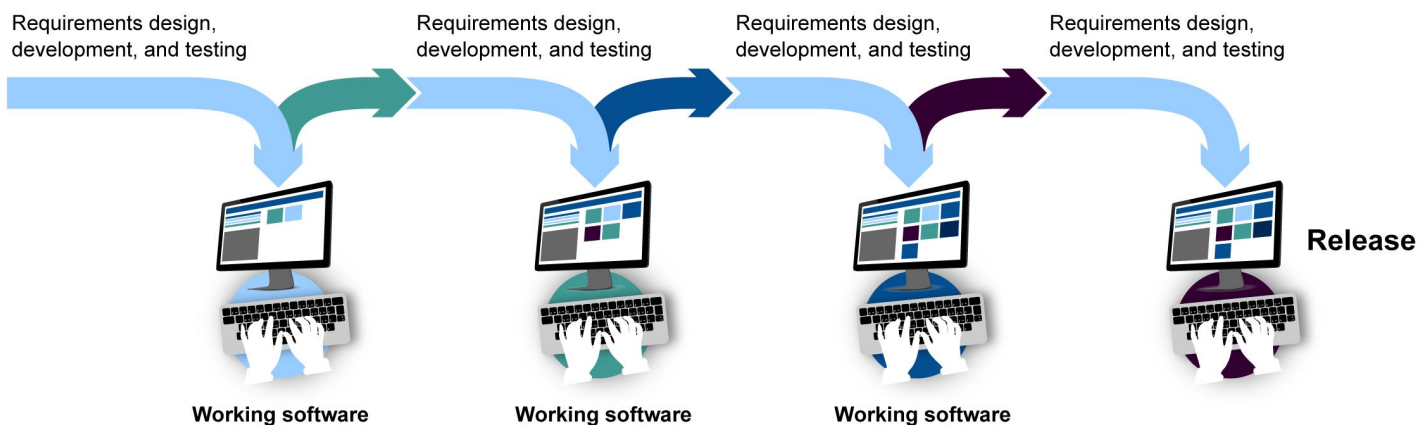 Requirements design,
development, and testing
Requirements design,
development, and testing
Requirements design,
development, and testing
Requirements design,
development, and testing
Release
Working software
Working software
Working software